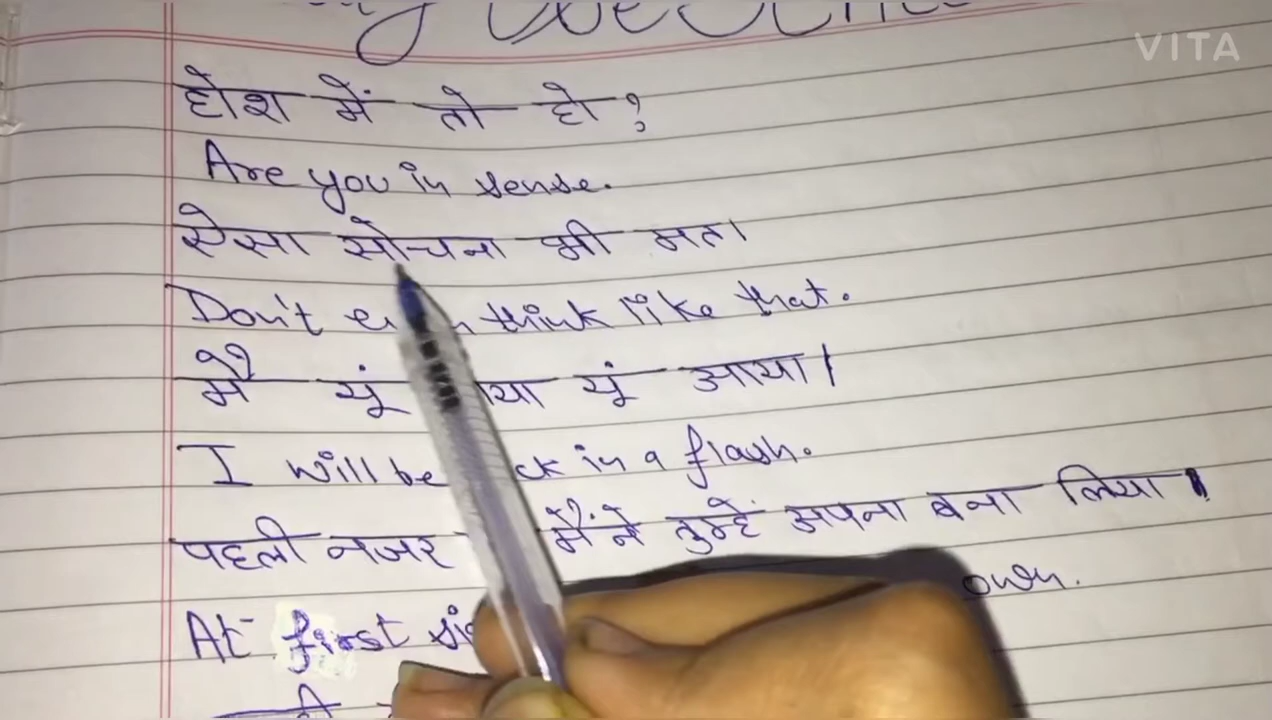 VITA
होश में तो हो ?
Are you in sense.
ऐसा सोचना भी मत।
Don't think like that.
मैं यूं यूं आया।
I will in a flash.
पहली नजर मैंने तुम्हें अपना बना लिया।
own.
At first